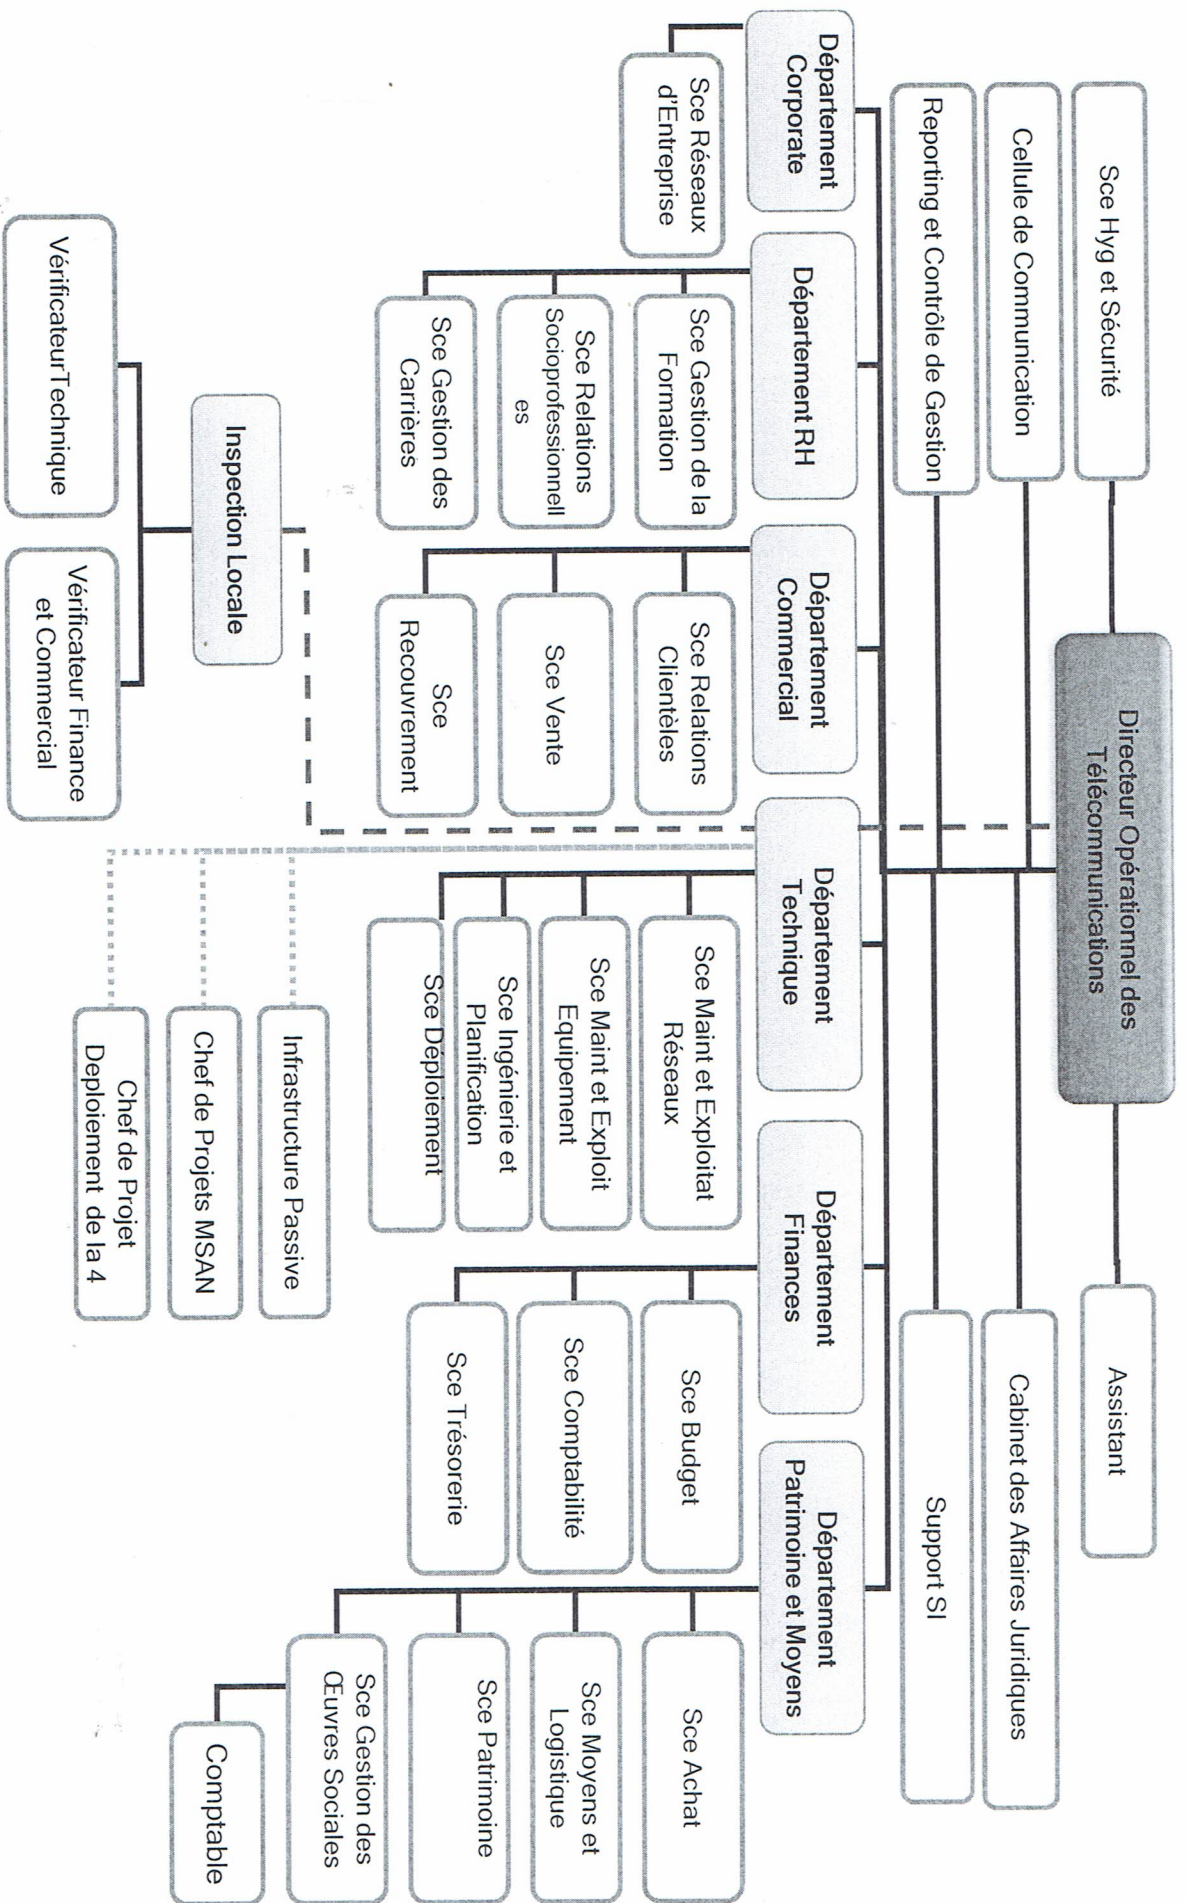 Directeur Opérationnel des
Télécommunications
Sce Hyg et Sécurité
Assistant
Cellule de Communication
Cabinet des Affaires Juridiques
Reporting et Contrôle de Gestion
Support SI
Département
Corporate
Sce Réseaux
d'Entreprise
Département RH
Sce Gestion de la
Formation
Sce Relations
Socioprofessionnell
es
Sce Gestion des
Carrières
Département
Commercial
Sce Relations
Clientèles
Sce Vente
Sce
Recouvrement
Département
Technique
Sce Maint et Exploitat
Réseaux
Sce Maint et Exploit
Equipement
Sce Ingénierie et
Planification
Sce Déploiement
Infrastructure Passive
Chef de Projets MSAN
Chef de Projet
Deploiement de la 4
Département
Finances
Sce Budget
Sce Comptabilité
Sce Trésorerie
Département
Patrimoine et Moyens
Sce Achat
Sce Moyens et
Logistique
Sce Patrimoine
Sce Gestion des
Œuvres Sociales
Comptable
Inspection Locale
VérificateurTechnique
Vérificateur Finance
et Commercial